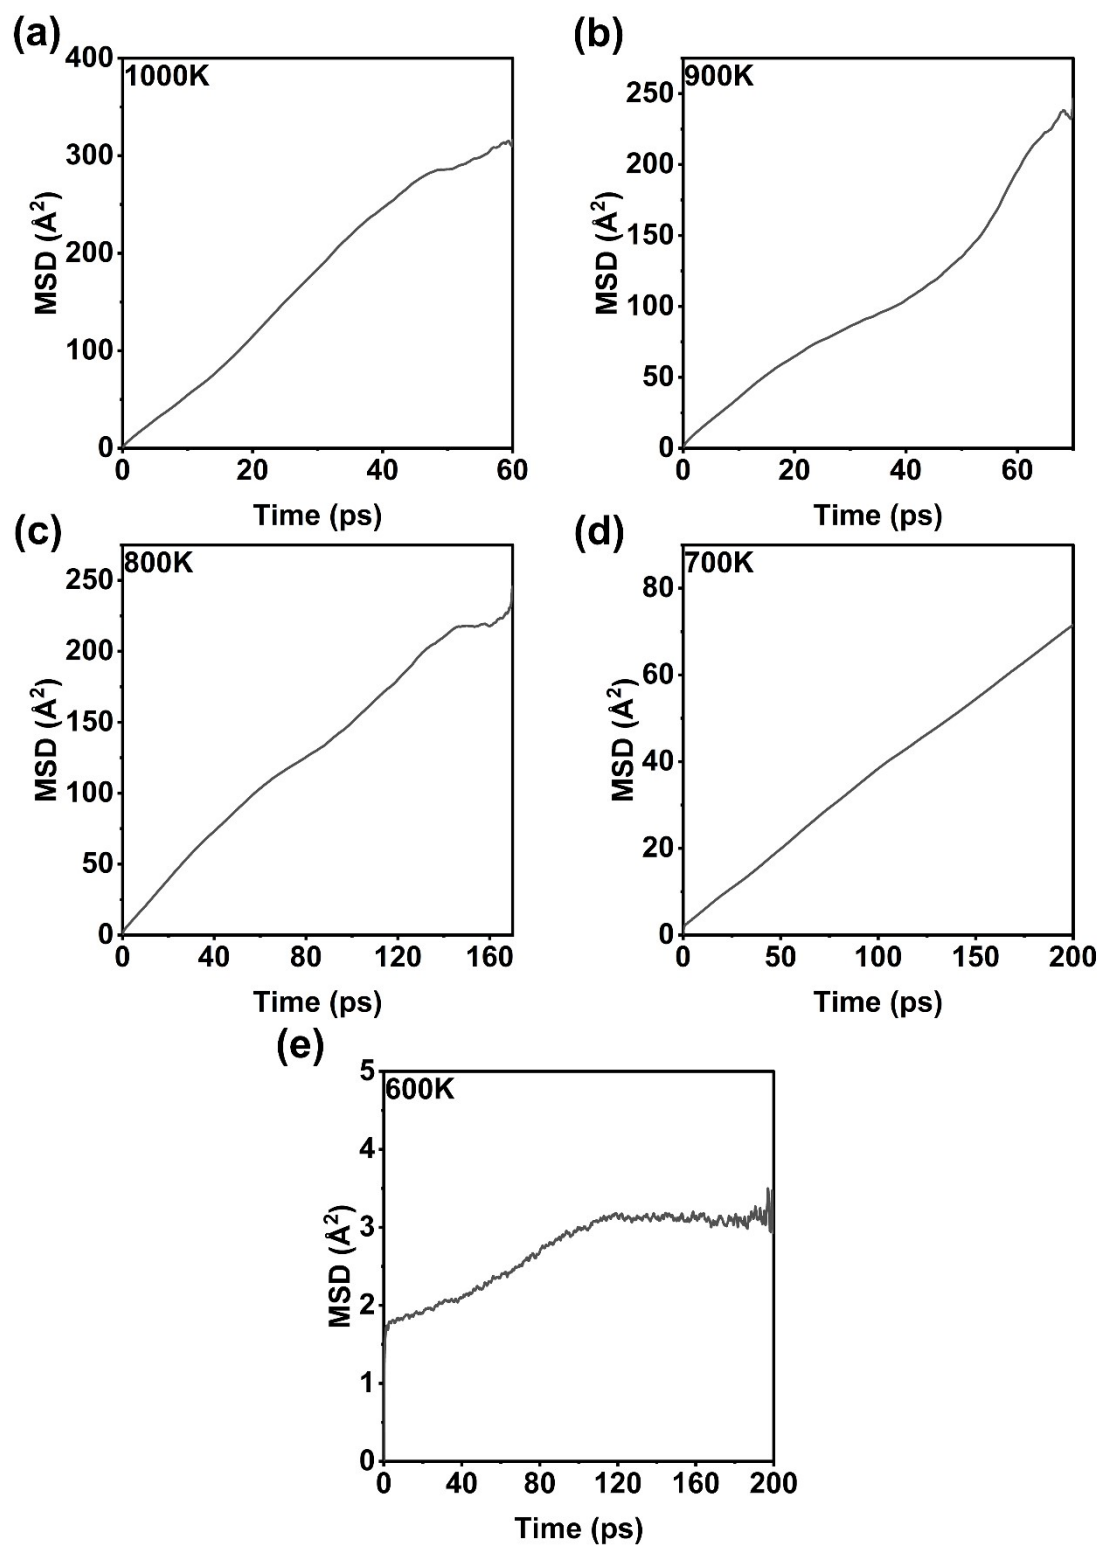 (a)
1000K
MSD (Å²)
400
300
200
100
0
0 20 40 60
Time (ps)
(b)
900K
MSD (Å²)
250
200
150
100
50
0
0 20 40 60
Time (ps)
(c)
800K
MSD (Å²)
250
200
150
100
50
0
0 40 80 120 160
Time (ps)
(d)
700K
MSD (Å²)
80
60
40
20
0
0 50 100 150 200
Time (ps)
(e)
600K
MSD (Å²)
5
4
3
2
1
0
0 40 80 120 160 200
Time (ps)